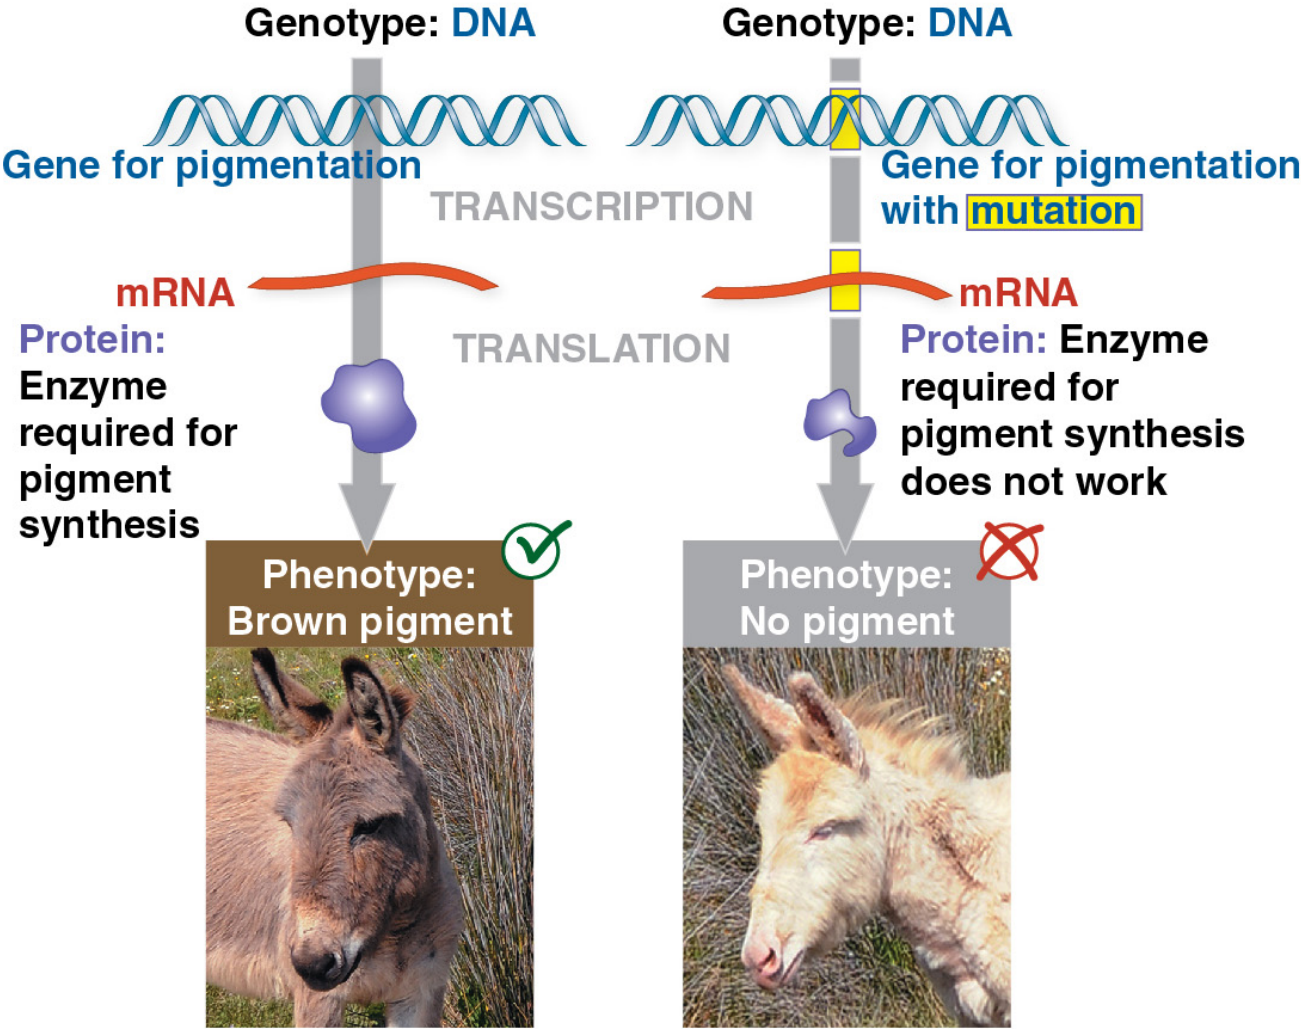 Genotype: DNA
Genotype: DNA
Gene for pigmentation
Gene for pigmentation
with mutation
TRANSCRIPTION
mRNA
mRNA
TRANSLATION
Protein:
Enzyme
required for
pigment
synthesis
Protein: Enzyme
required for
pigment synthesis
does not work
Phenotype:
Brown pigment
Phenotype:
No pigment